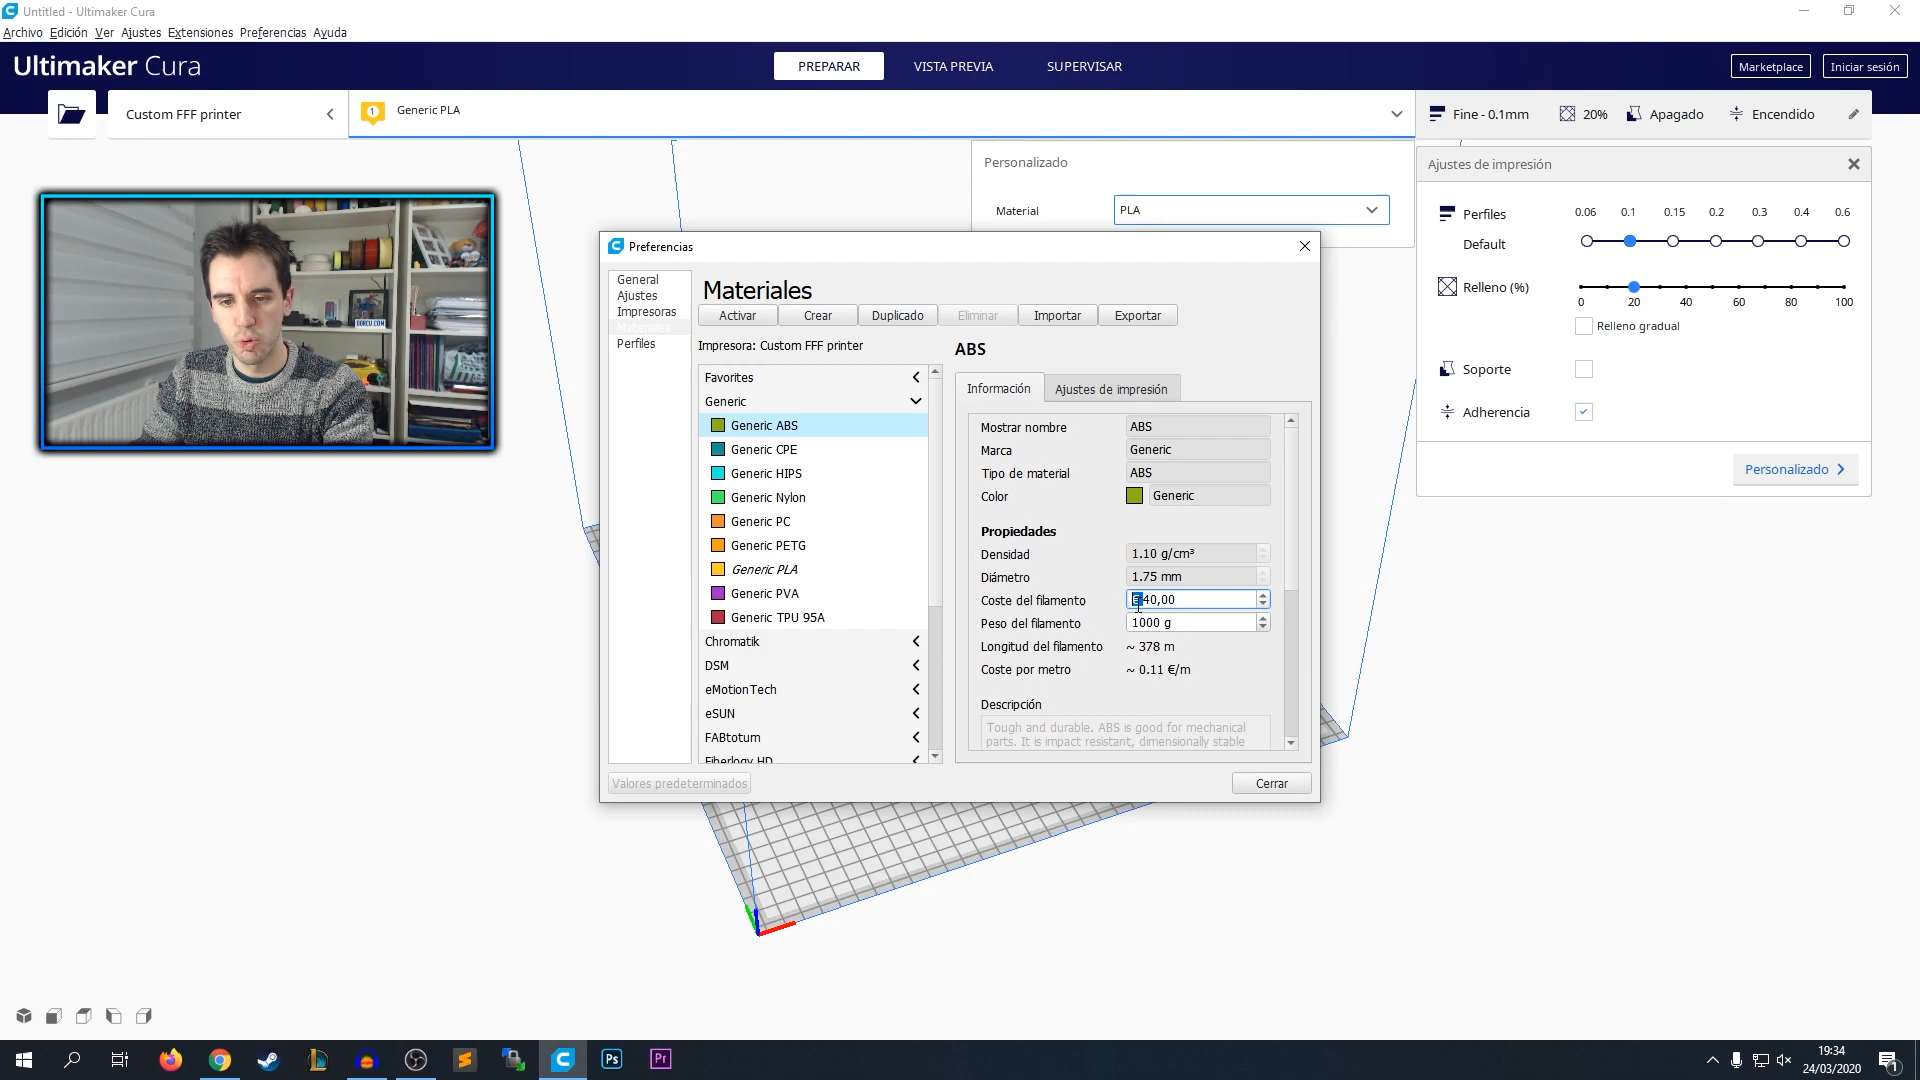 Untitled - Ultimaker Cura
Archivo Edición Ver Ajustes Extensiones Preferencias Ayuda
Ultimaker Cura
PREPARAR
VISTA PREVIA
SUPERVISAR
Marketplace
Iniciar sesión
Custom FFF printer
1
Generic PLA
Fine - 0.1mm
20%
Apagado
Encendido
Personalizado
Material
PLA
Ajustes de impresión
Perfiles
0.06 0.1 0.15 0.2 0.3 0.4 0.6
Default
Relleno (%)
0 20 40 60 80 100
Relleno gradual
Soporte
Adherencia
Personalizado
DORCU.COM
Preferencias
General
Ajustes
Impresoras
Materiales
Perfiles
Materiales
Activar
Crear
Duplicado
Eliminar
Importar
Exportar
Impresora: Custom FFF printer
Favorites
Generic
Generic ABS
Generic CPE
Generic HIPS
Generic Nylon
Generic PC
Generic PETG
Generic PLA
Generic PVA
Generic TPU 95A
Chromatik
DSM
eMotionTech
eSUN
FABtotum
Fiberlogy HD
ABS
Información
Ajustes de impresión
Mostrar nombre ABS
Marca Generic
Tipo de material ABS
Color Generic
Propiedades
Densidad 1.10 g/cm³
Diámetro 1.75 mm
Coste del filamento € 40,00
Peso del filamento 1000 g
Longitud del filamento ~ 378 m
Coste por metro ~ 0.11 €/m
Descripción
Tough and durable. ABS is good for mechanical
parts. It is impact resistant, dimensionally stable
Valores predeterminados
Cerrar
Ps
Pr
19:34
24/03/2020
1